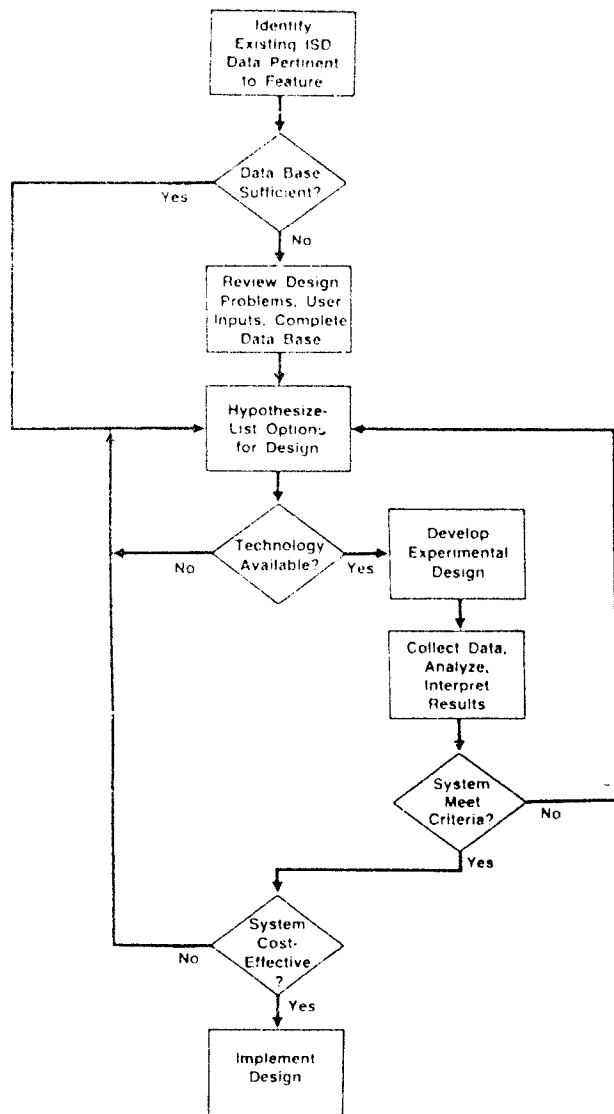 Identify
Existing ISD
Data Pertinent
to Feature
Data Base
Sufficient?
Yes
No
Review Design
Problems, User
Inputs, Complete
Data Base
Hypothesize-
List Options
for Design
Technology
Available?
No
Yes
Develop
Experimental
Design
Collect Data,
Analyze,
Interpret
Results
System
Meet
Criteria?
No
Yes
System
Cost-
Effective
?
No
Yes
Implement
Design